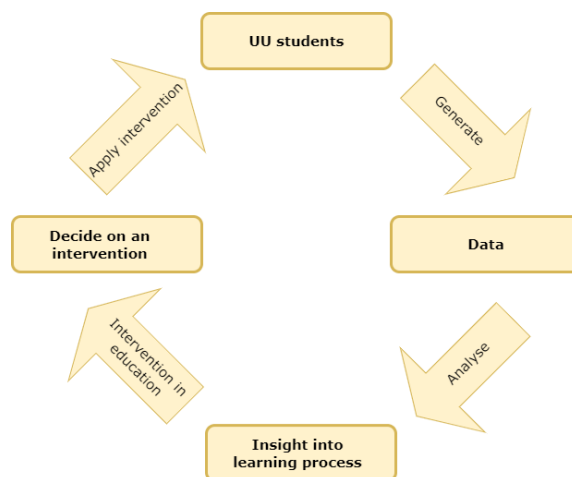 UU students
Generate
Data
Analyse
Insight into
learning process
Intervention in
education
Decide on an
intervention
Apply intervention